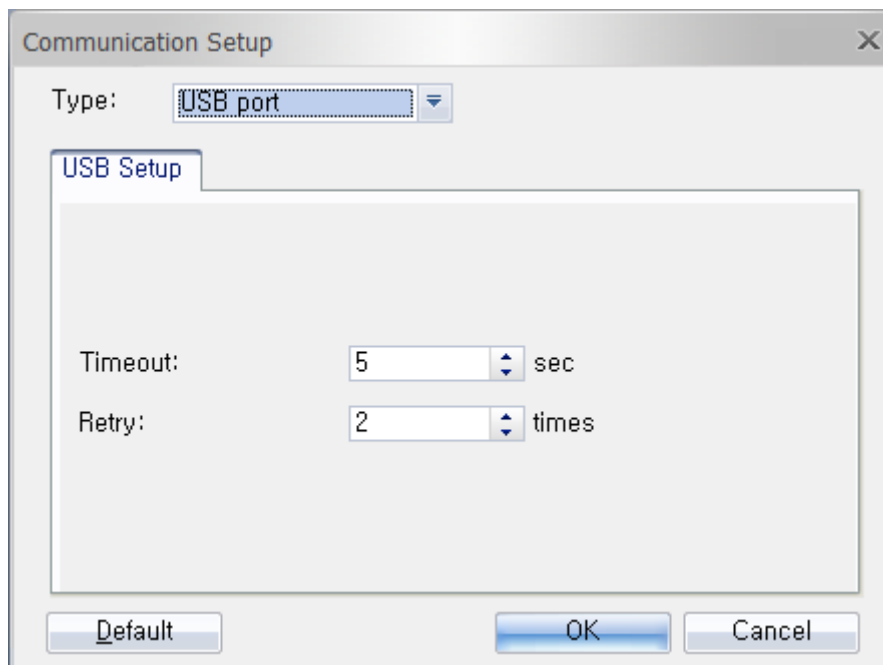 Communication Setup
Type: USB port
USB Setup
Timeout: 5 sec
Retry: 2 times
Default OK Cancel